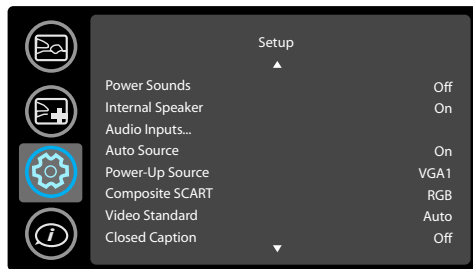 Setup
Power Sounds Off
Internal Speaker On
Audio Inputs...
Auto Source On
Power-Up Source VGA1
Composite SCART RGB
Video Standard Auto
Closed Caption Off
i